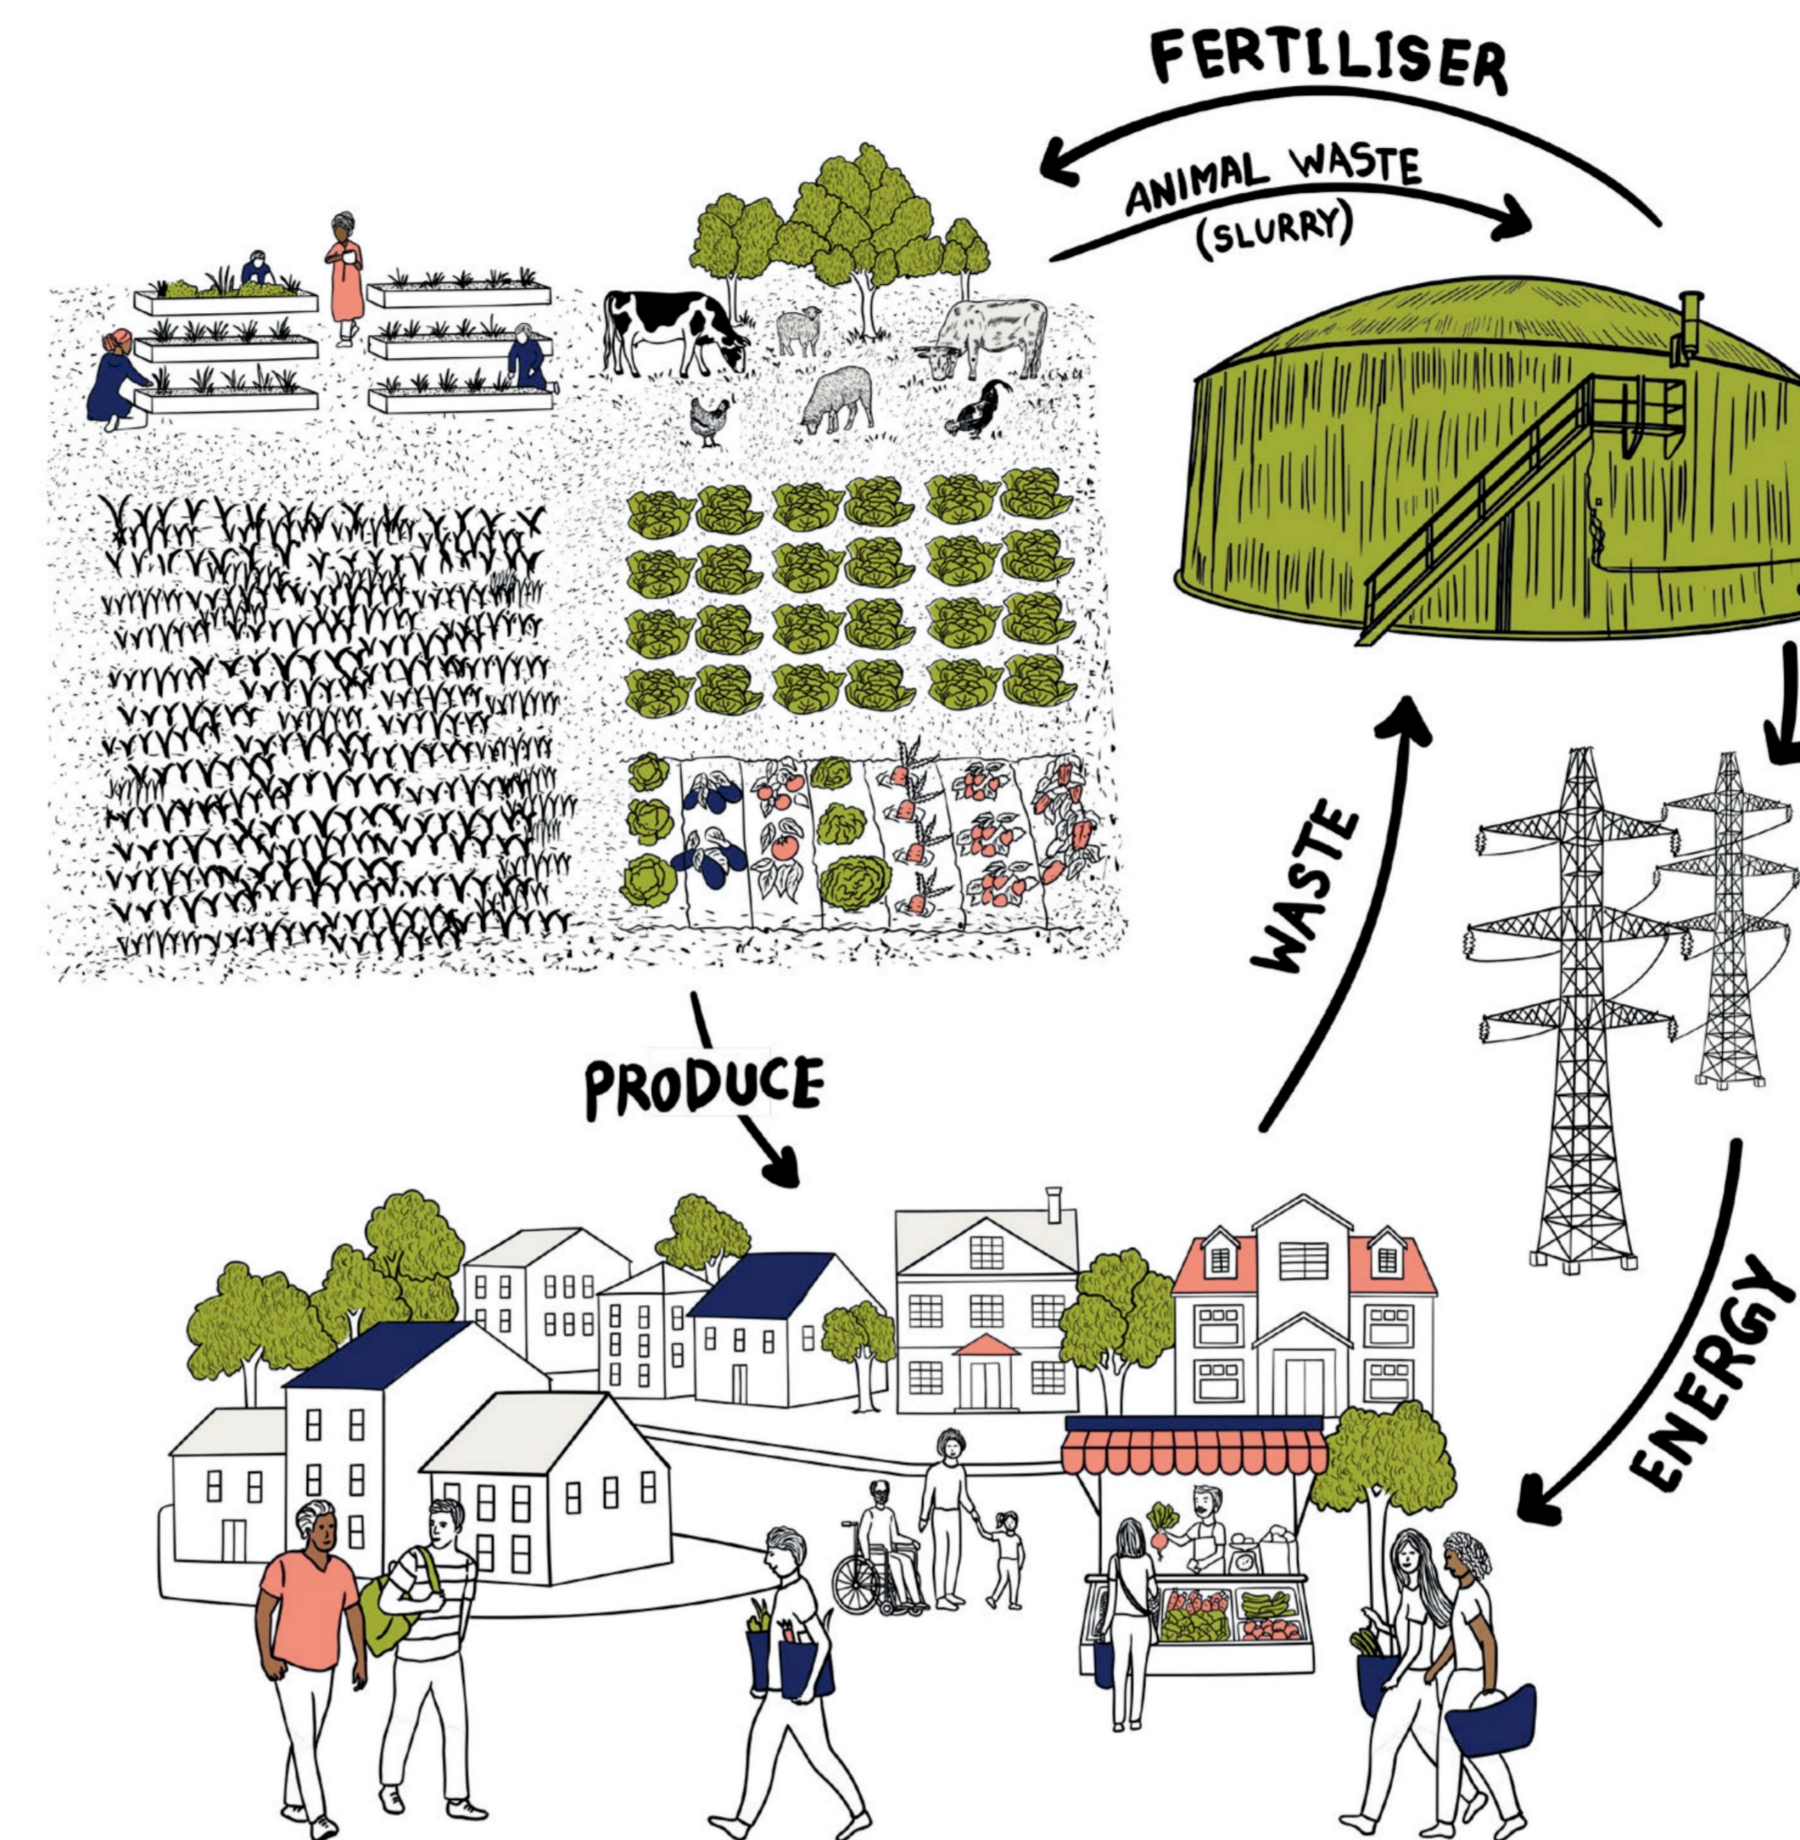 FERTILISER
ANIMAL WASTE
(SLURRY)
WASTE
PRODUCE
ENERGY